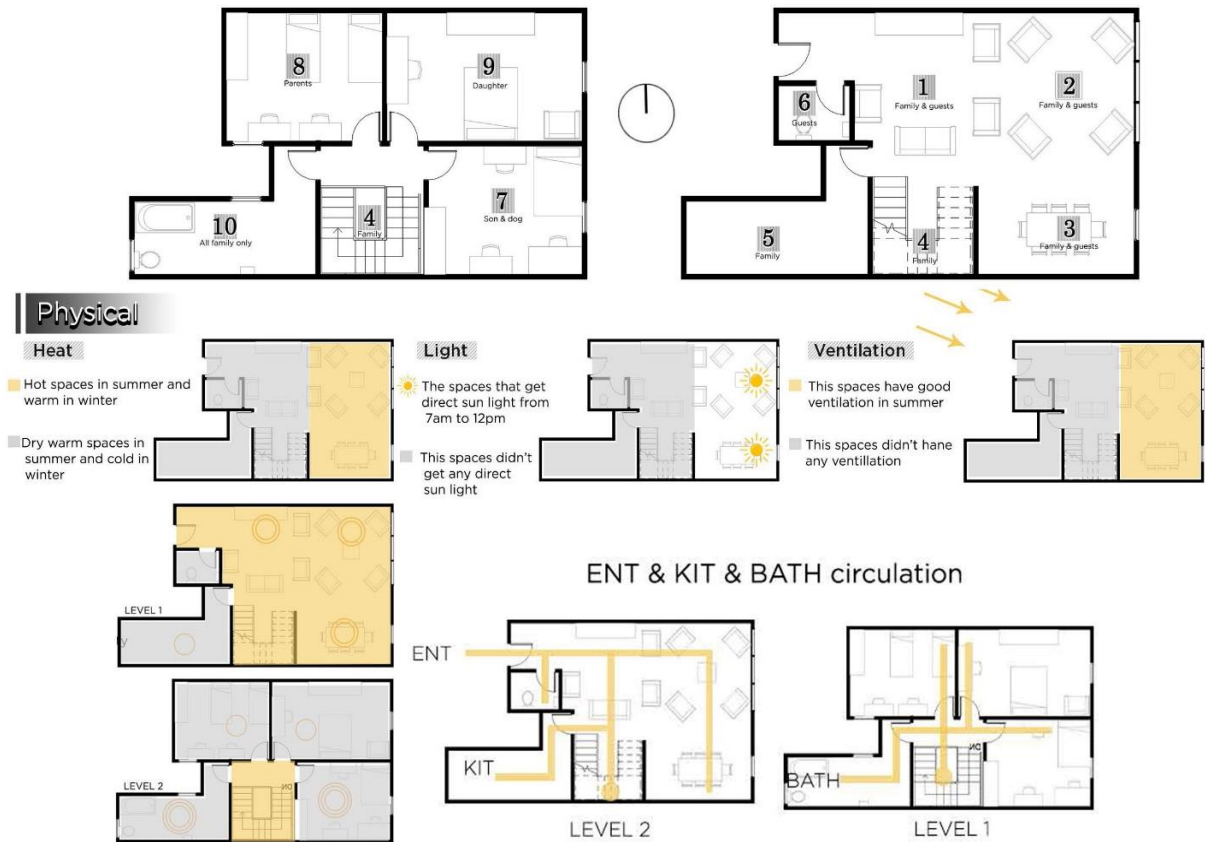 8
Parents
9
Daughter
10
All family only
4
Family
7
Son & dog
1
Family & guests
2
Family & guests
6
Guests
5
Family
4
Family
3
Family & guests
Physical
Heat
Hot spaces in summer and
warm in winter
Dry warm spaces in
summer and cold in
winter
Light
The spaces that get
direct sun light from
7am to 12pm
This spaces didn't
get any direct
sun light
Ventilation
This spaces have good
ventilation in summer
This spaces didn't hane
any ventillation
LEVEL 1
y
LEVEL 2
DN
ENT & KIT & BATH circulation
ENT
KIT
LEVEL 2
DN
BATH
LEVEL 1